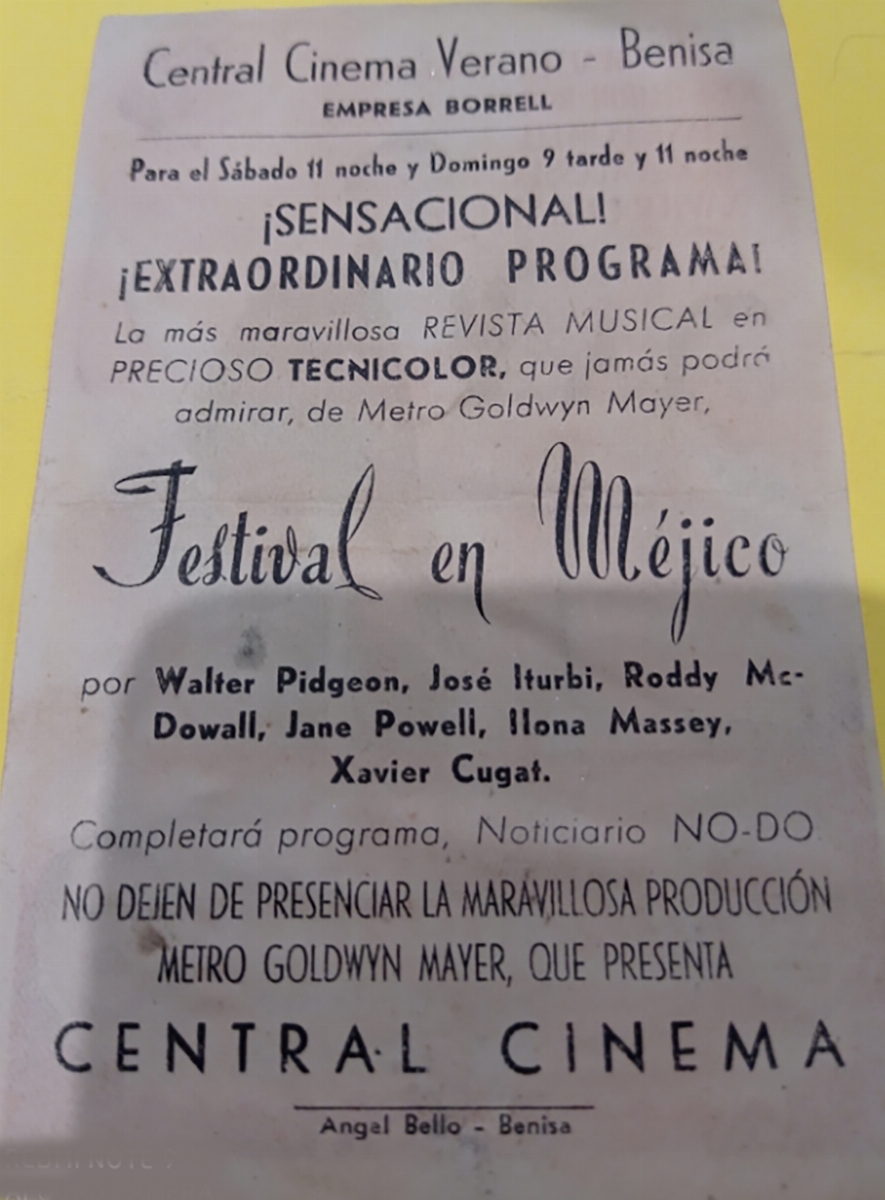 Central Cinema Verano - Benisa
EMPRESA BORRELL
Para el Sábado 11 noche y Domingo 9 tarde y 11 noche
¡SENSACIONAL!
¡EXTRAORDINARIO PROGRAMA!
La más maravillosa REVISTA MUSICAL en
PRECIOSO TECNICOLOR, que jamás podrá
admirar, de Metro Goldwyn Mayer,
Festival en Méjico
por Walter Pidgeon, José Iturbi, Roddy Mc-
Dowall, Jane Powell, Ilona Massey,
Xavier Cugat.
Completará programa, Noticiario NO-DO
NO DEJEN DE PRESENCIAR LA MARAVILLOSA PRODUCCIÓN
METRO GOLDWYN MAYER, QUE PRESENTA
CENTRAL CINEMA
Angel Bello - Benisa